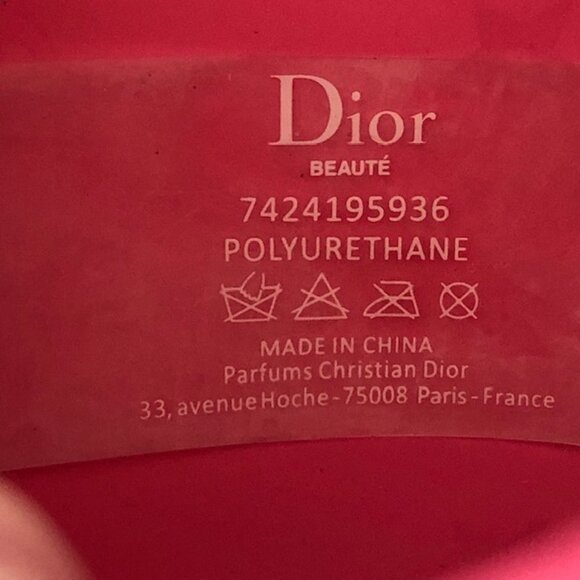 Dior
BEAUTÉ
7424195936
POLYURETHANE
MADE IN CHINA
Parfums Christian Dior
33, avenue Hoche-75008 Paris-France